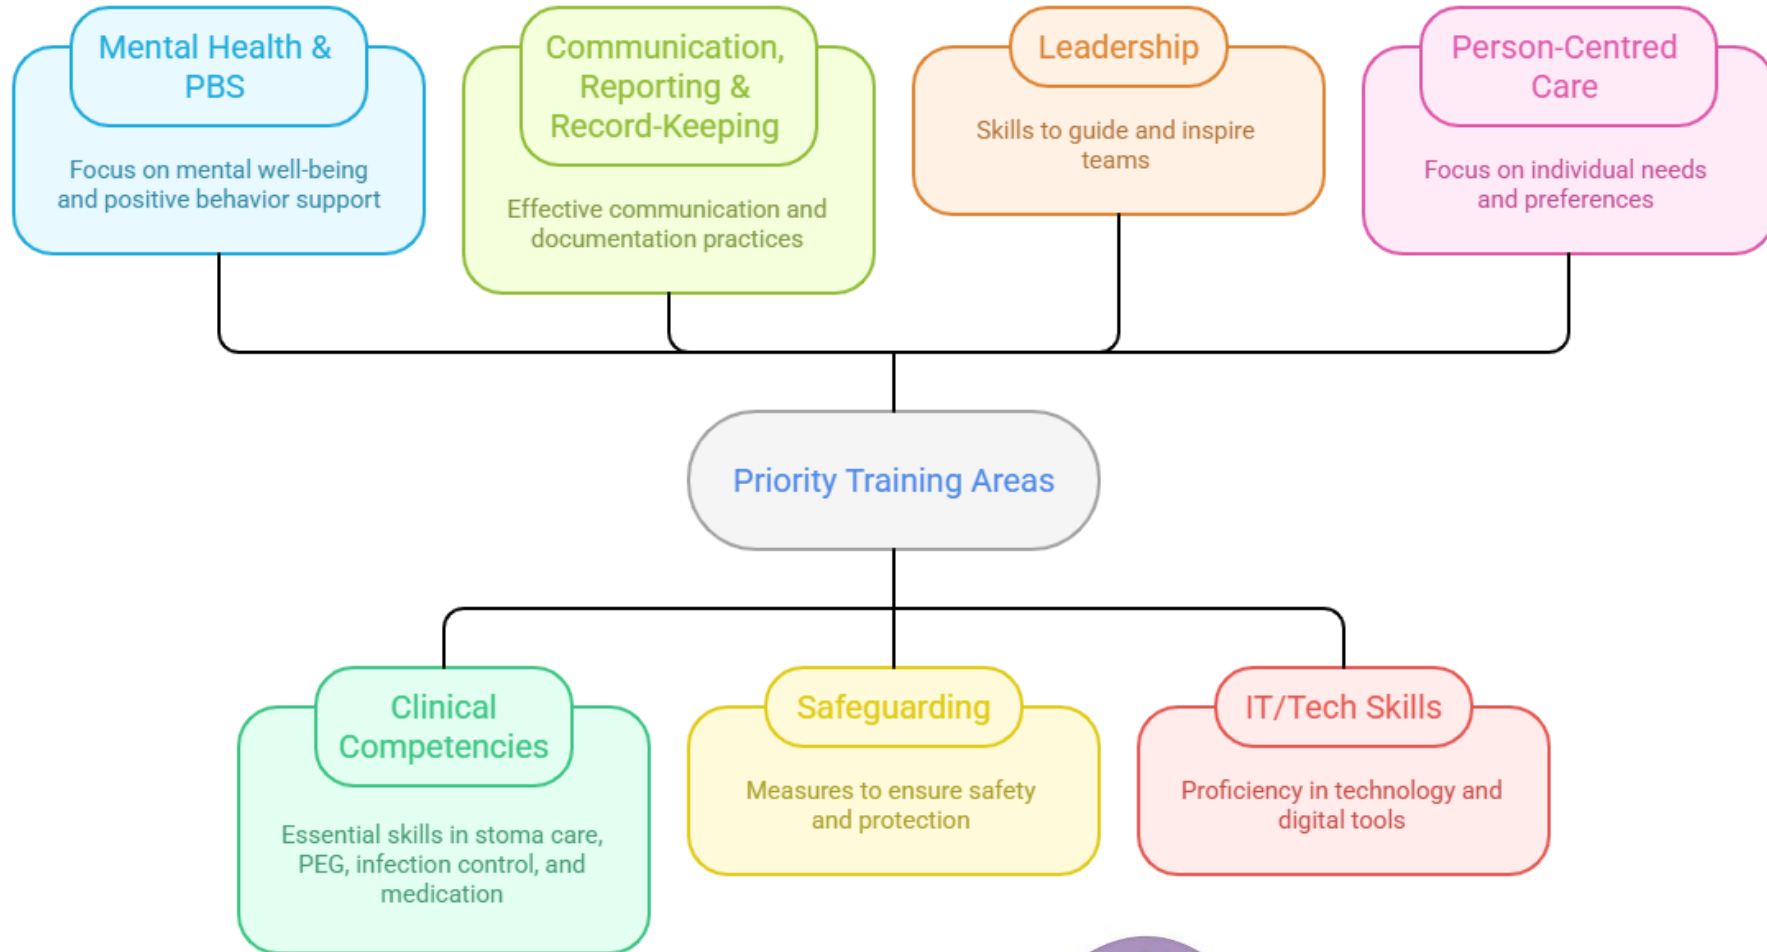 Mental Health &
PBS
Focus on mental well-being
and positive behavior support
Communication,
Reporting &
Record-Keeping
Effective communication and
documentation practices
Leadership
Skills to guide and inspire
teams
Person-Centred
Care
Focus on individual needs
and preferences
Priority Training Areas
Clinical
Competencies
Essential skills in stoma care,
PEG, infection control, and
medication
Safeguarding
Measures to ensure safety
and protection
IT/Tech Skills
Proficiency in technology and
digital tools